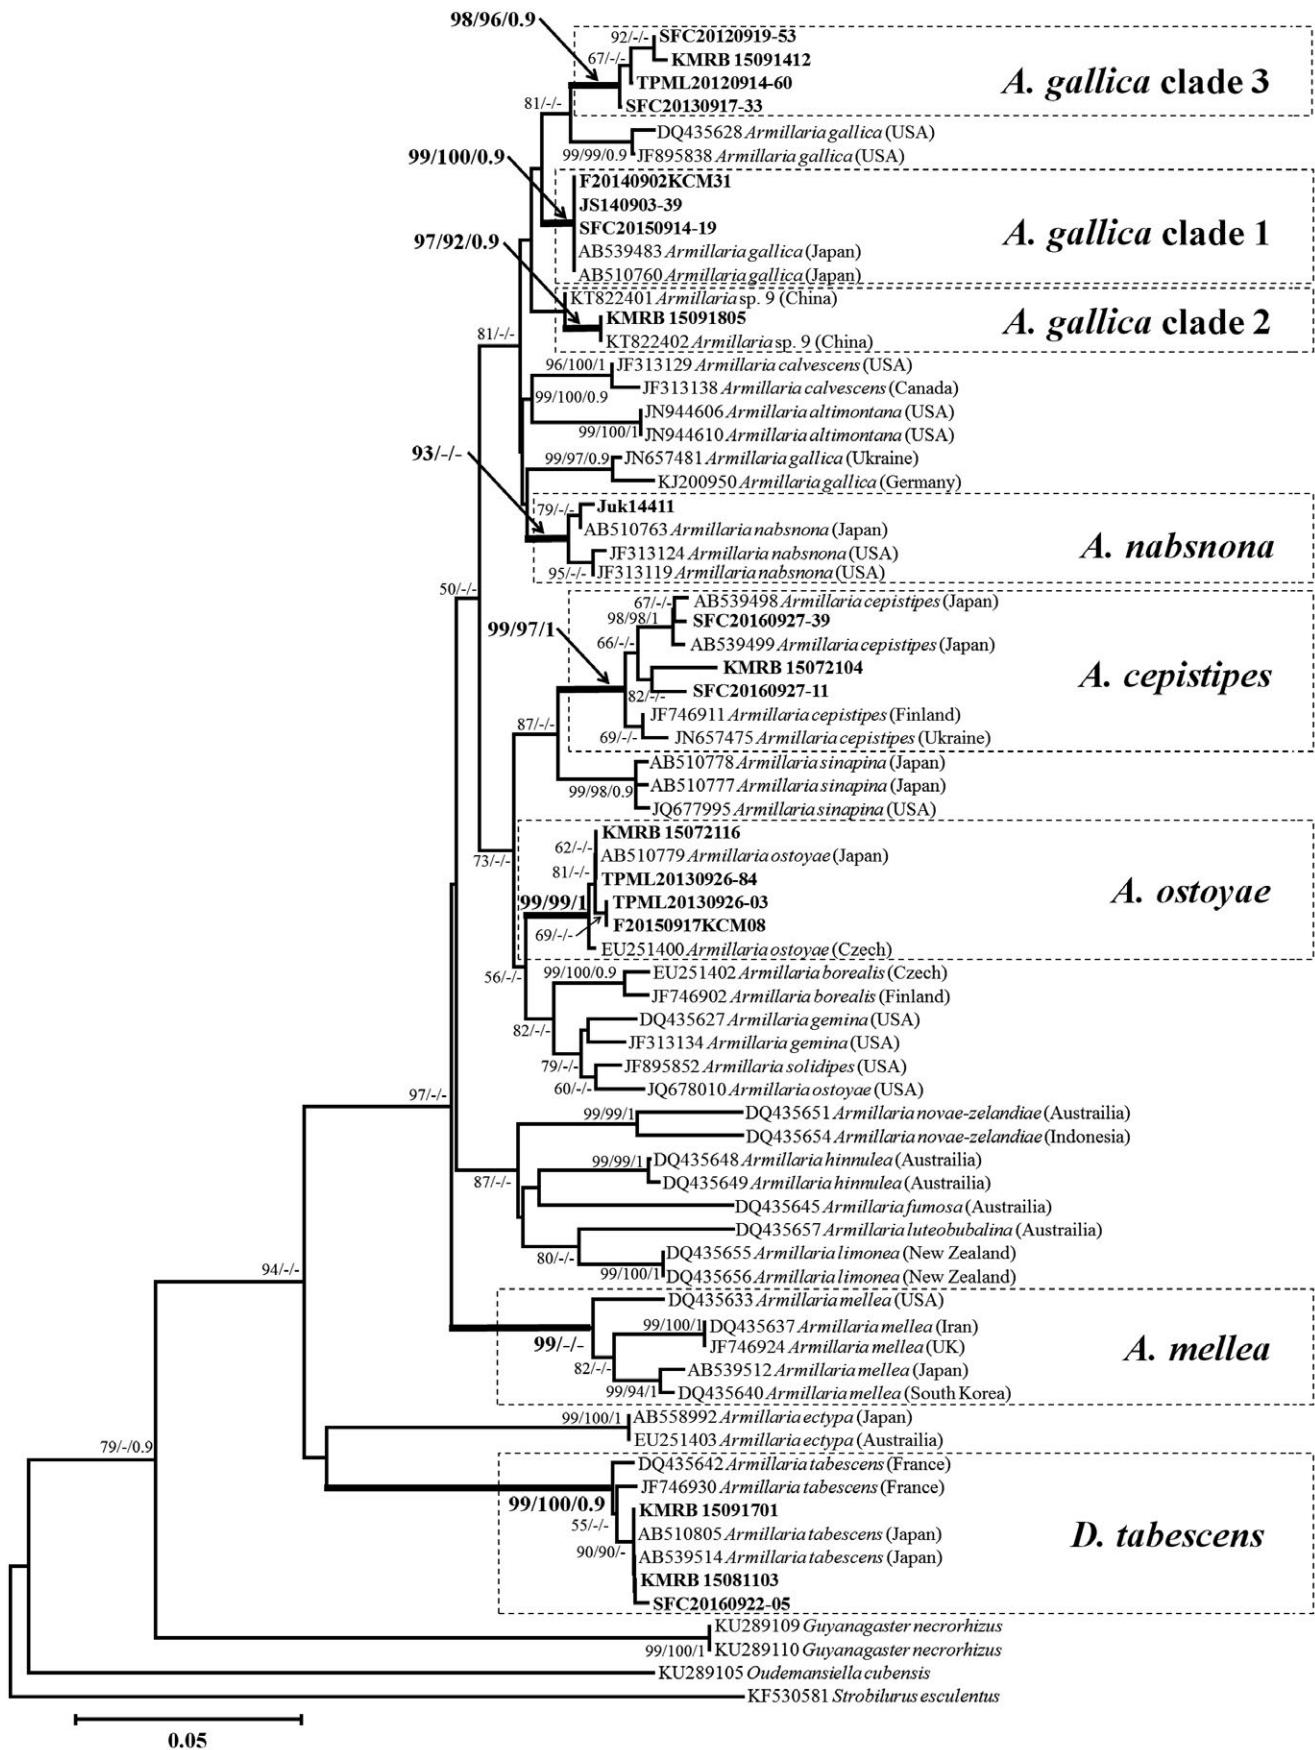 98/96/0.9
92/-/-
SFC20120919-53
67/-/-
KMRB 15091412
TPML20120914-60
SFC20130917-33
A. gallica clade 3
81/-/-
DQ435628 Armillaria gallica (USA)
99/99/0.9
JF895838 Armillaria gallica (USA)
99/100/0.9
F20140902KCM31
JS140903-39
SFC20150914-19
AB539483 Armillaria gallica (Japan)
AB510760 Armillaria gallica (Japan)
A. gallica clade 1
97/92/0.9
KT822401 Armillaria sp. 9 (China)
KMRB 15091805
KT822402 Armillaria sp. 9 (China)
A. gallica clade 2
81/-/-
96/100/1
JF313129 Armillaria calvescens (USA)
JF313138 Armillaria calvescens (Canada)
99/100/0.9
JN944606 Armillaria altimontana (USA)
99/100/1
JN944610 Armillaria altimontana (USA)
93/-/-
99/97/0.9
JN657481 Armillaria gallica (Ukraine)
KJ200950 Armillaria gallica (Germany)
79/-/-
Juk14411
AB510763 Armillaria nabsnona (Japan)
JF313124 Armillaria nabsnona (USA)
95/-/-
JF313119 Armillaria nabsnona (USA)
A. nabsnona
50/-/-
67/-/-
AB539498 Armillaria cepistipes (Japan)
98/98/1
SFC20160927-39
99/97/1
66/-/-
AB539499 Armillaria cepistipes (Japan)
KMRB 15072104
82/-/-
SFC20160927-11
JF746911 Armillaria cepistipes (Finland)
69/-/-
JN657475 Armillaria cepistipes (Ukraine)
A. cepistipes
87/-/-
AB510778 Armillaria sinapina (Japan)
99/98/0.9
AB510777 Armillaria sinapina (Japan)
JQ677995 Armillaria sinapina (USA)
73/-/-
KMRB 15072116
62/-/-
AB510779 Armillaria ostoyae (Japan)
81/-/-
TPML20130926-84
99/99/1
TPML20130926-03
F20150917KCM08
69/-/-
EU251400 Armillaria ostoyae (Czech)
A. ostoyae
56/-/-
99/100/0.9
EU251402 Armillaria borealis (Czech)
JF746902 Armillaria borealis (Finland)
82/-/-
DQ435627 Armillaria gemina (USA)
JF313134 Armillaria gemina (USA)
79/-/-
JF895852 Armillaria solidipes (USA)
60/-/-
JQ678010 Armillaria ostoyae (USA)
97/-/-
99/99/1
DQ435651 Armillaria novae-zelandiae (Austrailia)
DQ435654 Armillaria novae-zelandiae (Indonesia)
99/99/1
DQ435648 Armillaria hinnulea (Austrailia)
87/-/-
DQ435649 Armillaria hinnulea (Austrailia)
DQ435645 Armillaria fumosa (Austrailia)
DQ435657 Armillaria luteobubalina (Austrailia)
80/-/-
DQ435655 Armillaria limonea (New Zealand)
99/100/1
DQ435656 Armillaria limonea (New Zealand)
94/-/-
DQ435633 Armillaria mellea (USA)
99/-/-
99/100/1
DQ435637 Armillaria mellea (Iran)
JF746924 Armillaria mellea (UK)
82/-/-
AB539512 Armillaria mellea (Japan)
99/94/1
DQ435640 Armillaria mellea (South Korea)
A. mellea
99/100/1
AB558992 Armillaria ectypa (Japan)
EU251403 Armillaria ectypa (Austrailia)
79/-/0.9
DQ435642 Armillaria tabescens (France)
JF746930 Armillaria tabescens (France)
99/100/0.9
KMRB 15091701
55/-/-
AB510805 Armillaria tabescens (Japan)
90/90/-
AB539514 Armillaria tabescens (Japan)
KMRB 15081103
SFC20160922-05
D. tabescens
KU289109 Guyanagaster necrorhizus
99/100/1
KU289110 Guyanagaster necrorhizus
KU289105 Oudemansiella cubensis
KF530581 Strobilurus esculentus
0.05